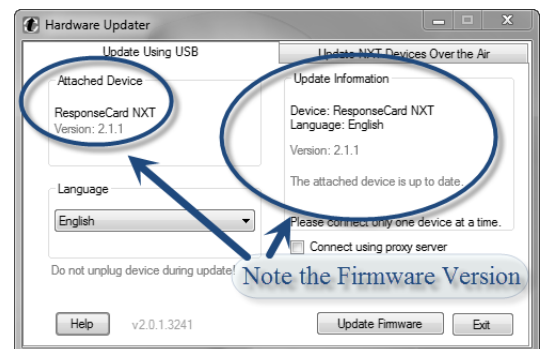 Hardware Updater
Update Using USB
Update NXT Devices Over the Air
Attached Device
ResponseCard NXT
Version: 2.1.1
Update Information
Device: ResponseCard NXT
Language: English
Version: 2.1.1
The attached device is up to date.
Language
English
Please connect only one device at a time.
Connect using proxy server
Do not unplug device during update!
Note the Firmware Version
Help
v2.0.1.3241
Update Firmware
Exit